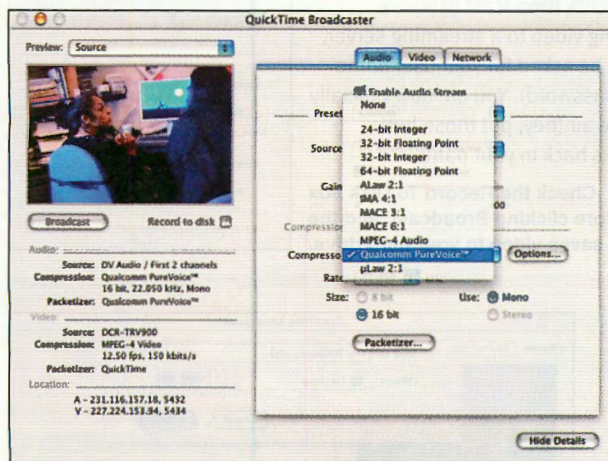 QuickTime Broadcaster
Preview: Source
Broadcast
Record to disk
Audio:
Source: DV Audio / First 2 channels
Compression: Qualcomm PureVoice™
16 bit, 22.050 kHz, Mono
Packetizer: Qualcomm PureVoice™
Video:
Source: DCR-TRV900
Compression: MPEG-4 Video
12.50 fps, 150 kbits/s
Packetizer: QuickTime
Location:
A - 231.116.157.18, 5432
V - 227.224.153.94, 5434
Audio Video Network
Enable Audio Stream
Preset
Source
Gain
00
Compression
Compresso
Rate
None
24-bit Integer
32-bit Floating Point
32-bit Integer
64-bit Floating Point
ALaw 2:1
IMA 4:1
MACE 3:1
MACE 6:1
MPEG-4 Audio
✓ Qualcomm PureVoice™
µLaw 2:1
Options...
Size: 8 bit
16 bit
Use: Mono
Stereo
Packetizer...
Hide Details